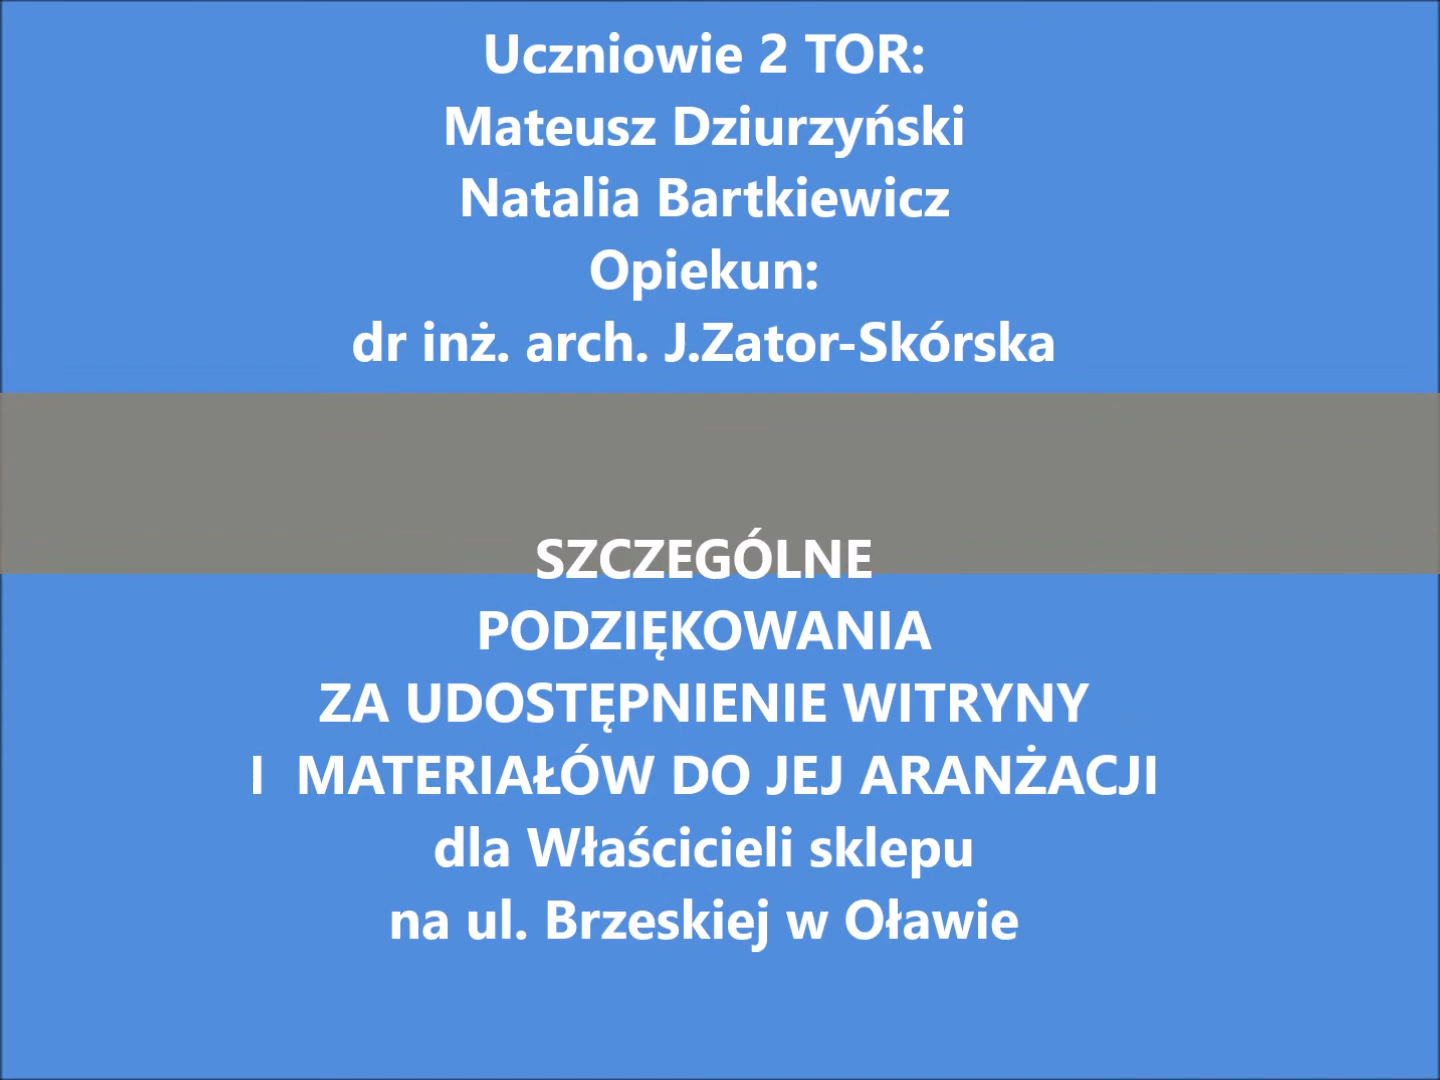 Uczniowie 2 TOR:
Mateusz Dziurzyński
Natalia Bartkiewicz
Opiekun:
dr inż. arch. J.Zator-Skórska
SZCZEGÓLNE
PODZIĘKOWANIA
ZA UDOSTĘPNIENIE WITRYNY
I  MATERIAŁÓW DO JEJ ARANŻACJI
dla Właścicieli sklepu
na ul. Brzeskiej w Oławie